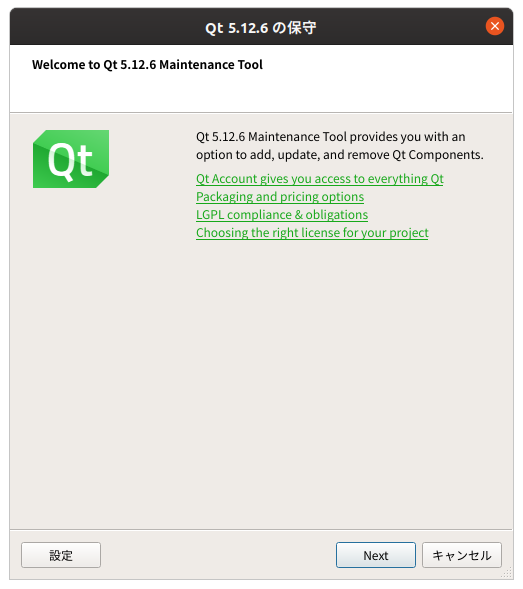 Qt 5.12.6 の保守
Welcome to Qt 5.12.6 Maintenance Tool
Qt
Qt 5.12.6 Maintenance Tool provides you with an
option to add, update, and remove Qt Components.
Qt Account gives you access to everything Qt
Packaging and pricing options
LGPL compliance & obligations
Choosing the right license for your project
設定
Next
キャンセル